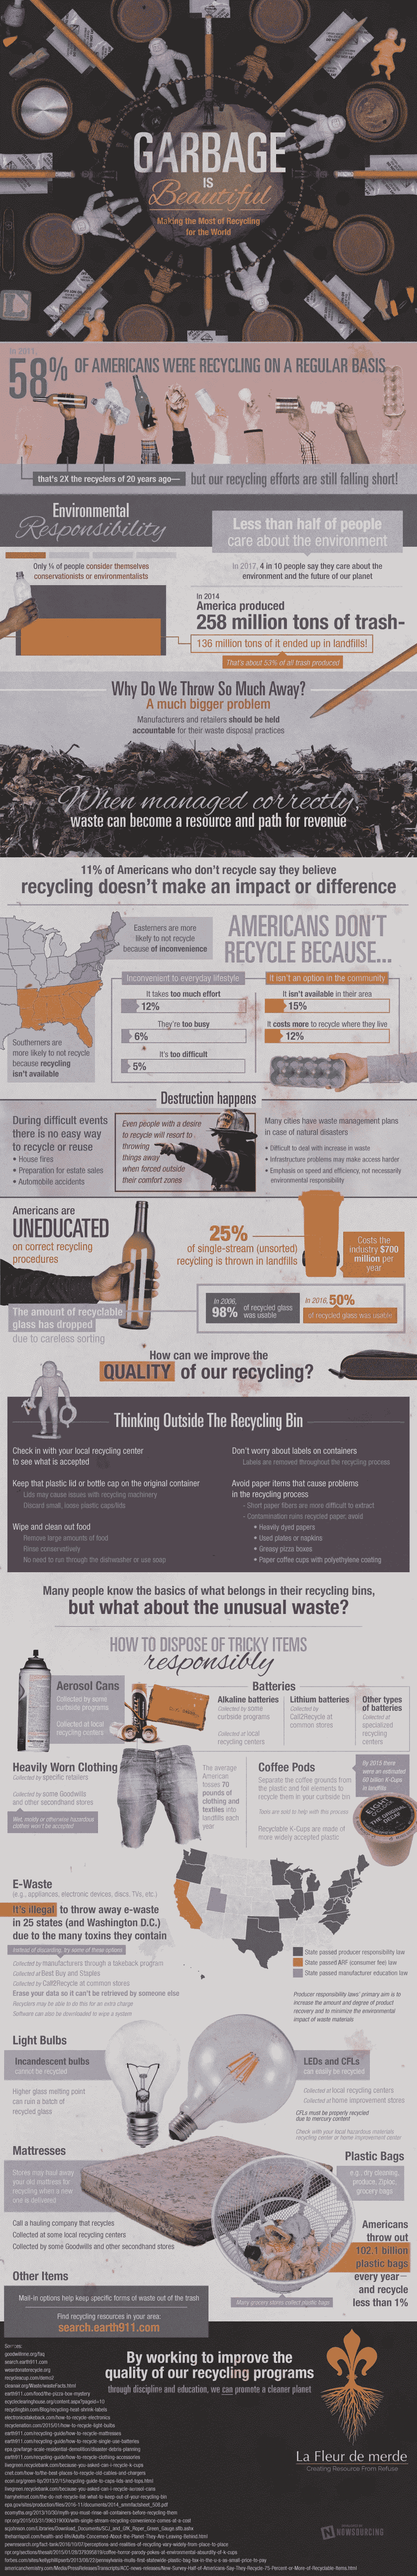 GARBAGE
IS
Beautiful
Making the Most of Recycling
for the World
In 2011,
58% OF AMERICANS WERE RECYCLING ON A REGULAR BASIS
that's 2X the recyclers of 20 years ago— but our recycling efforts are still falling short!
Environmental
Responsibility
Less than half of people
care about the environment
Only ¼ of people consider themselves
conservationists or environmentalists
In 2017, 4 in 10 people say they care about the
environment and the future of our planet
In 2014
America produced
258 million tons of trash-
136 million tons of it ended up in landfills!
That's about 53% of all trash produced
Why Do We Throw So Much Away?
A much bigger problem
Manufacturers and retailers should be held
accountable for their waste disposal practices
When managed correctly,
waste can become a resource and path for revenue
11% of Americans who don't recycle say they believe
recycling doesn't make an impact or difference
Easterners are more
likely to not recycle
because of inconvenience
AMERICANS DON'T
RECYCLE BECAUSE...
Inconvenient to everyday lifestyle
It takes too much effort
12%
They're too busy
6%
It's too difficult
5%
It isn't an option in the community
It isn't available in their area
15%
It costs more to recycle where they live
12%
Southerners are
more likely to not recycle
because recycling
isn't available
Destruction happens
During difficult events
there is no easy way
to recycle or reuse
• House fires
• Preparation for estate sales
• Automobile accidents
Even people with a desire
to recycle will resort to
throwing
things away
when forced outside
their comfort zones
Many cities have waste management plans
in case of natural disasters
• Difficult to deal with increase in waste
• Infrastructure problems may make access harder
• Emphasis on speed and efficiency, not necessarily
environmental responsibility
Americans are
UNEDUCATED
on correct recycling
procedures
25%
of single-stream (unsorted)
recycling is thrown in landfills
Costs the
industry $700
million per
year
The amount of recyclable
glass has dropped
due to careless sorting
In 2006,
98% of recycled glass
was usable
In 2016, 50%
of recycled glass was usable
How can we improve the
QUALITY of our recycling?
Thinking Outside The Recycling Bin
Check in with your local recycling center
to see what is accepted
Keep that plastic lid or bottle cap on the original container
Lids may cause issues with recycling machinery
Discard small, loose plastic caps/lids
Wipe and clean out food
Remove large amounts of food
Rinse conservatively
No need to run through the dishwasher or use soap
Don't worry about labels on containers
Labels are removed throughout the recycling process
Avoid paper items that cause problems
in the recycling process
- Short paper fibers are more difficult to extract
- Contamination ruins recycled paper, avoid
• Heavily dyed papers
• Used plates or napkins
• Greasy pizza boxes
• Paper coffee cups with polyethylene coating
Many people know the basics of what belongs in their recycling bins,
but what about the unusual waste?
HOW TO DISPOSE OF TRICKY ITEMS
responsibly
Aerosol Cans
Collected by some
curbside programs
Collected at local
recycling centers
Batteries
Alkaline batteries
Collected by some
curbside programs
Collected at local
recycling centers
Lithium batteries
Collected by
Call2Recycle at
common stores
Other types
of batteries
Collected at
specialized
recycling
centers
Heavily Worn Clothing
Collected by specific retailers
Collected by some Goodwills
and other secondhand stores
Wet, moldy or otherwise hazardous
clothes won't be accepted
The average
American
tosses 70
pounds of
clothing and
textiles into
landfills each
year
Coffee Pods
Separate the coffee grounds from
the plastic and foil elements to
recycle them in your curbside bin
Tools are sold to help with this process
Recyclable K-Cups are made of
more widely accepted plastic
By 2015 there
were an estimated
60 billion K-Cups
in landfills
E-Waste
(e.g., appliances, electronic devices, discs, TVs, etc.)
It's illegal to throw away e-waste
in 25 states (and Washington D.C.)
due to the many toxins they contain
Instead of discarding, try some of these options
Collected by manufacturers through a takeback program
Collected at Best Buy and Staples
Collected by Call2Recycle at common stores
Erase your data so it can't be retrieved by someone else
Recyclers may be able to do this for an extra charge
Software can also be downloaded to wipe a system
State passed producer responsibility law
State passed ARF (consumer fee) law
State passed manufacturer education law
Producer responsibility laws' primary aim is to
increase the amount and degree of product
recovery and to minimize the environmental
impact of waste materials
Light Bulbs
Incandescent bulbs
cannot be recycled
Higher glass melting point
can ruin a batch of
recycled glass
LEDs and CFLs
can easily be recycled
Collected at local recycling centers
Collected at home improvement stores
CFLs must be properly recycled
due to mercury content
Check with your local hazardous materials
recycling center or home improvement center
Mattresses
Stores may haul away
your old mattress for
recycling when a new
one is delivered
Call a hauling company that recycles
Collected at some local recycling centers
Collected by some Goodwills and other secondhand stores
Plastic Bags
e.g., dry cleaning,
produce, Ziploc,
grocery bags
Americans
throw out
102.1 billion
plastic bags
every year—
and recycle
less than 1%
Many grocery stores collect plastic bags
Other Items
Mail-in options help keep specific forms of waste out of the trash
Find recycling resources in your area:
search.earth911.com
By working to improve the
quality of our recycling programs
through discipline and education, we can promote a cleaner planet
Sources:
search.earth911.com
La Fleur de merde
Creating Resource From Refuse
NOWSOURCING